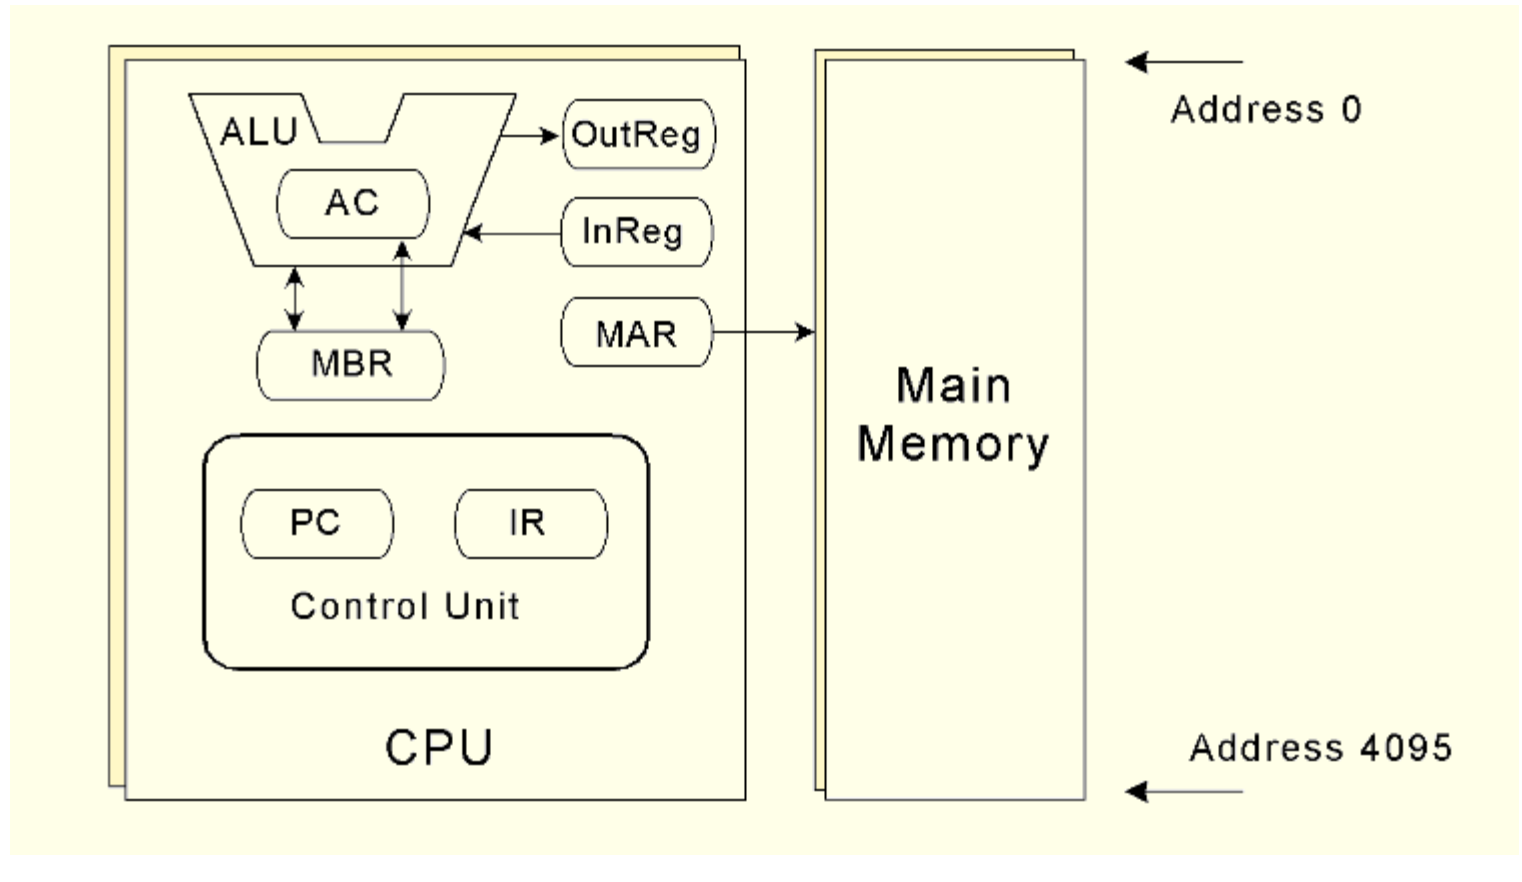 ALU
OutReg
AC
InReg
MBR
MAR
PC
IR
Control Unit
CPU
Main
Memory
Address 0
Address 4095